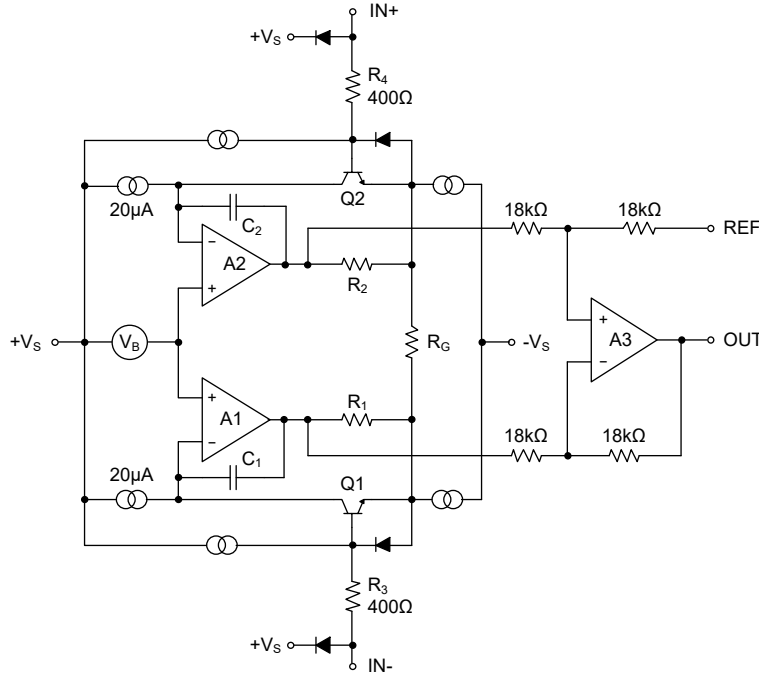 IN+
+VS
R4
400Ω
20μA
C2
Q2
18kΩ
18kΩ
REF
A2
−
+
R2
+VS
VB
RG
-VS
+
A3
−
OUT
+
A1
−
R1
18kΩ
18kΩ
20μA
C1
Q1
R3
400Ω
+VS
IN-